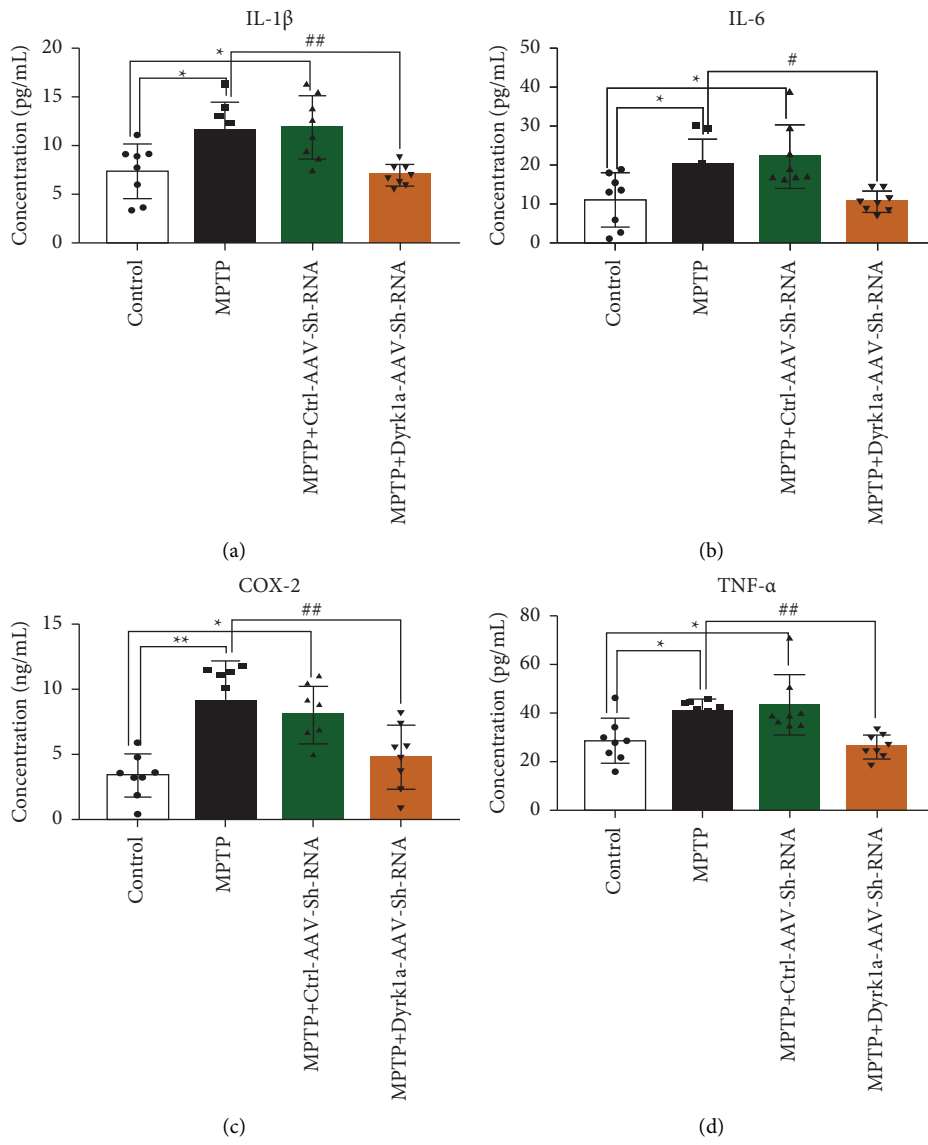 IL-1β
Concentration (pg/mL)
20
15
10
5
0
*
*
##
Control
MPTP
MPTP+Ctrl-AAV-Sh-RNA
MPTP+Dyrk1a-AAV-Sh-RNA
(a)
IL-6
Concentration (pg/mL)
50
40
30
20
10
0
*
*
#
Control
MPTP
MPTP+Ctrl-AAV-Sh-RNA
MPTP+Dyrk1a-AAV-Sh-RNA
(b)
COX-2
Concentration (ng/mL)
15
10
5
0
*
**
##
Control
MPTP
MPTP+Ctrl-AAV-Sh-RNA
MPTP+Dyrk1a-AAV-Sh-RNA
(c)
TNF-α
Concentration (pg/mL)
80
60
40
20
0
*
*
##
Control
MPTP
MPTP+Ctrl-AAV-Sh-RNA
MPTP+Dyrk1a-AAV-Sh-RNA
(d)